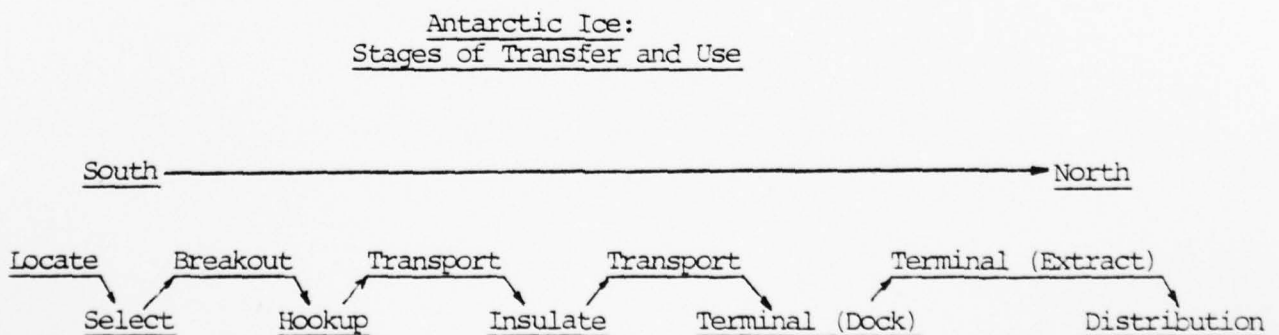 Antarctic Ice:
Stages of Transfer and Use
South North
Locate Breakout Transport Transport Terminal (Extract)
Select Hookup Insulate Terminal (Dock) Distribution